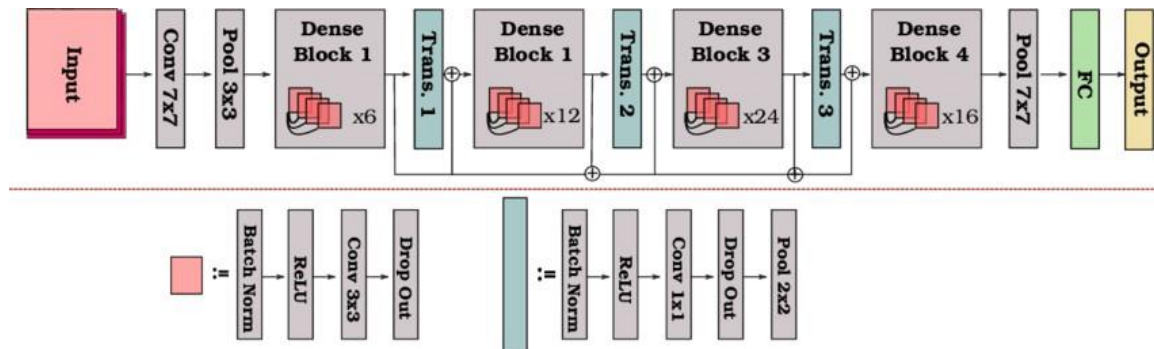 Input
Conv 7x7
Pool 3x3
Dense
Block 1
x6
Trans. 1
Dense
Block 1
x12
Trans. 2
Dense
Block 3
x24
Trans. 3
Dense
Block 4
x16
Pool 7x7
FC
Output
::=
Batch Norm
ReLU
Conv 3x3
Drop Out
::=
Batch Norm
ReLU
Conv 1x1
Drop Out
Pool 2x2